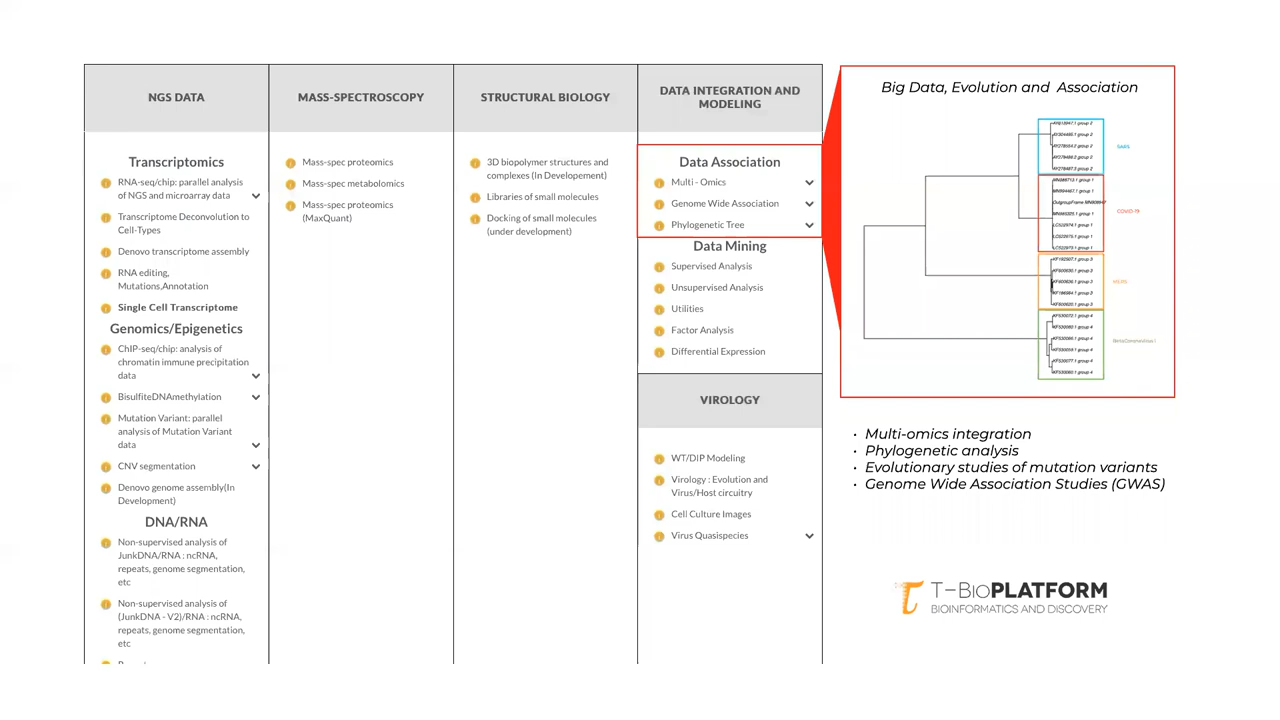 NGS DATA
MASS-SPECTROSCOPY
STRUCTURAL BIOLOGY
DATA INTEGRATION AND
MODELING
Transcriptomics
RNA-seq/chip: parallel analysis
of NGS and microarray data
Transcriptome Deconvolution to
Cell-Types
Denovo transcriptome assembly
RNA editing,
Mutations,Annotation
Single Cell Transcriptome
Genomics/Epigenetics
ChIP-seq/chip: analysis of
chromatin immune precipitation
data
BisulfiteDNAmethylation
Mutation Variant: parallel
analysis of Mutation Variant
data
CNV segmentation
Denovo genome assembly(In
Development)
DNA/RNA
Non-supervised analysis of
JunkDNA/RNA : ncRNA,
repeats, genome segmentation,
etc
Non-supervised analysis of
(JunkDNA - V2)/RNA : ncRNA,
repeats, genome segmentation,
etc
Mass-spec proteomics
Mass-spec metabolomics
Mass-spec proteomics
(MaxQuant)
3D biopolymer structures and
complexes (In Developement)
Libraries of small molecules
Docking of small molecules
(under development)
Data Association
Multi - Omics
Genome Wide Association
Phylogenetic Tree
Data Mining
Supervised Analysis
Unsupervised Analysis
Utilities
Factor Analysis
Differential Expression
VIROLOGY
WT/DIP Modeling
Virology : Evolution and
Virus/Host circuitry
Cell Culture Images
Virus Quasispecies
Big Data, Evolution and Association
SARS
COVID-19
MERS
• Multi-omics integration
• Phylogenetic analysis
• Evolutionary studies of mutation variants
• Genome Wide Association Studies (GWAS)
T-BioPLATFORM
BIOINFORMATICS AND DISCOVERY